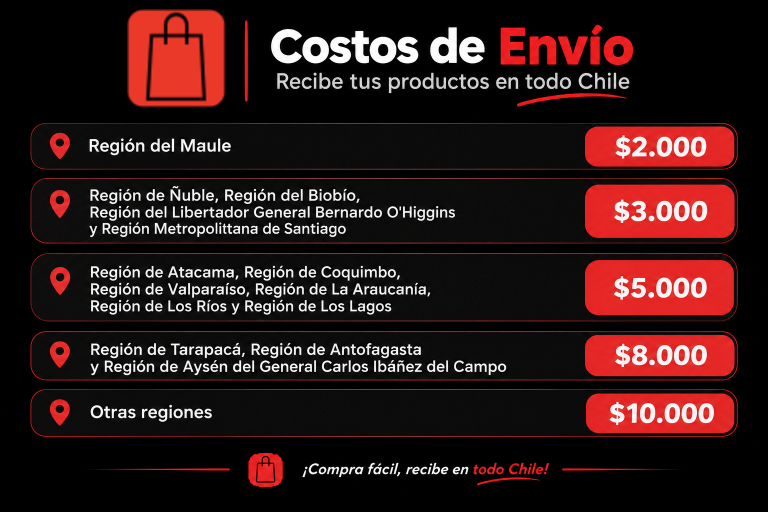 Costos de Envío
Recibe tus productos en todo Chile
Región del Maule
$2.000
Región de Ñuble, Región del Biobío,
Región del Libertador General Bernardo O'Higgins
y Región Metropolittana de Santiago
$3.000
Región de Atacama, Región de Coquimbo,
Región de Valparaíso, Región de La Araucanía,
Región de Los Ríos y Región de Los Lagos
$5.000
Región de Tarapacá, Región de Antofagasta
y Región de Aysén del General Carlos Ibáñez del Campo
$8.000
Otras regiones
$10.000
¡Compra fácil, recibe en todo Chile!